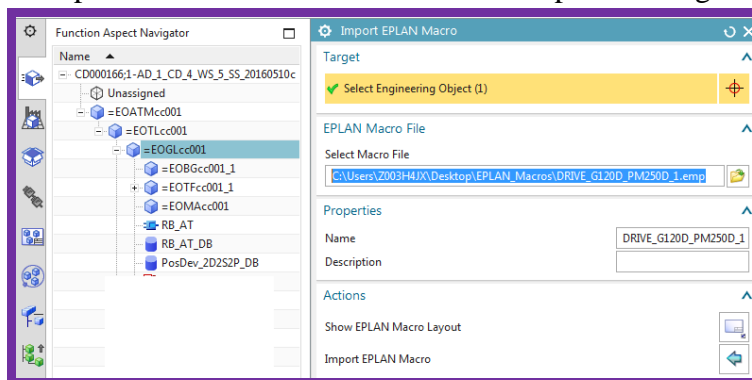 Function Aspect Navigator
Name
CD000166;1-AD_1_CD_4_WS_5_SS_20160510c
Unassigned
=EOATMcc001
=EOTLcc001
=EOGLcc001
=EOBGcc001_1
=EOTFcc001_1
=EOMAcc001
RB_AT
RB_AT_DB
PosDev_2D2S2P_DB
Import EPLAN Macro
Target
Select Engineering Object (1)
EPLAN Macro File
Select Macro File
C:\Users\Z003H4JX\Desktop\EPLAN_Macros\DRIVE_G120D_PM250D_1.emp
Properties
Name DRIVE_G120D_PM250D_1
Description
Actions
Show EPLAN Macro Layout
Import EPLAN Macro